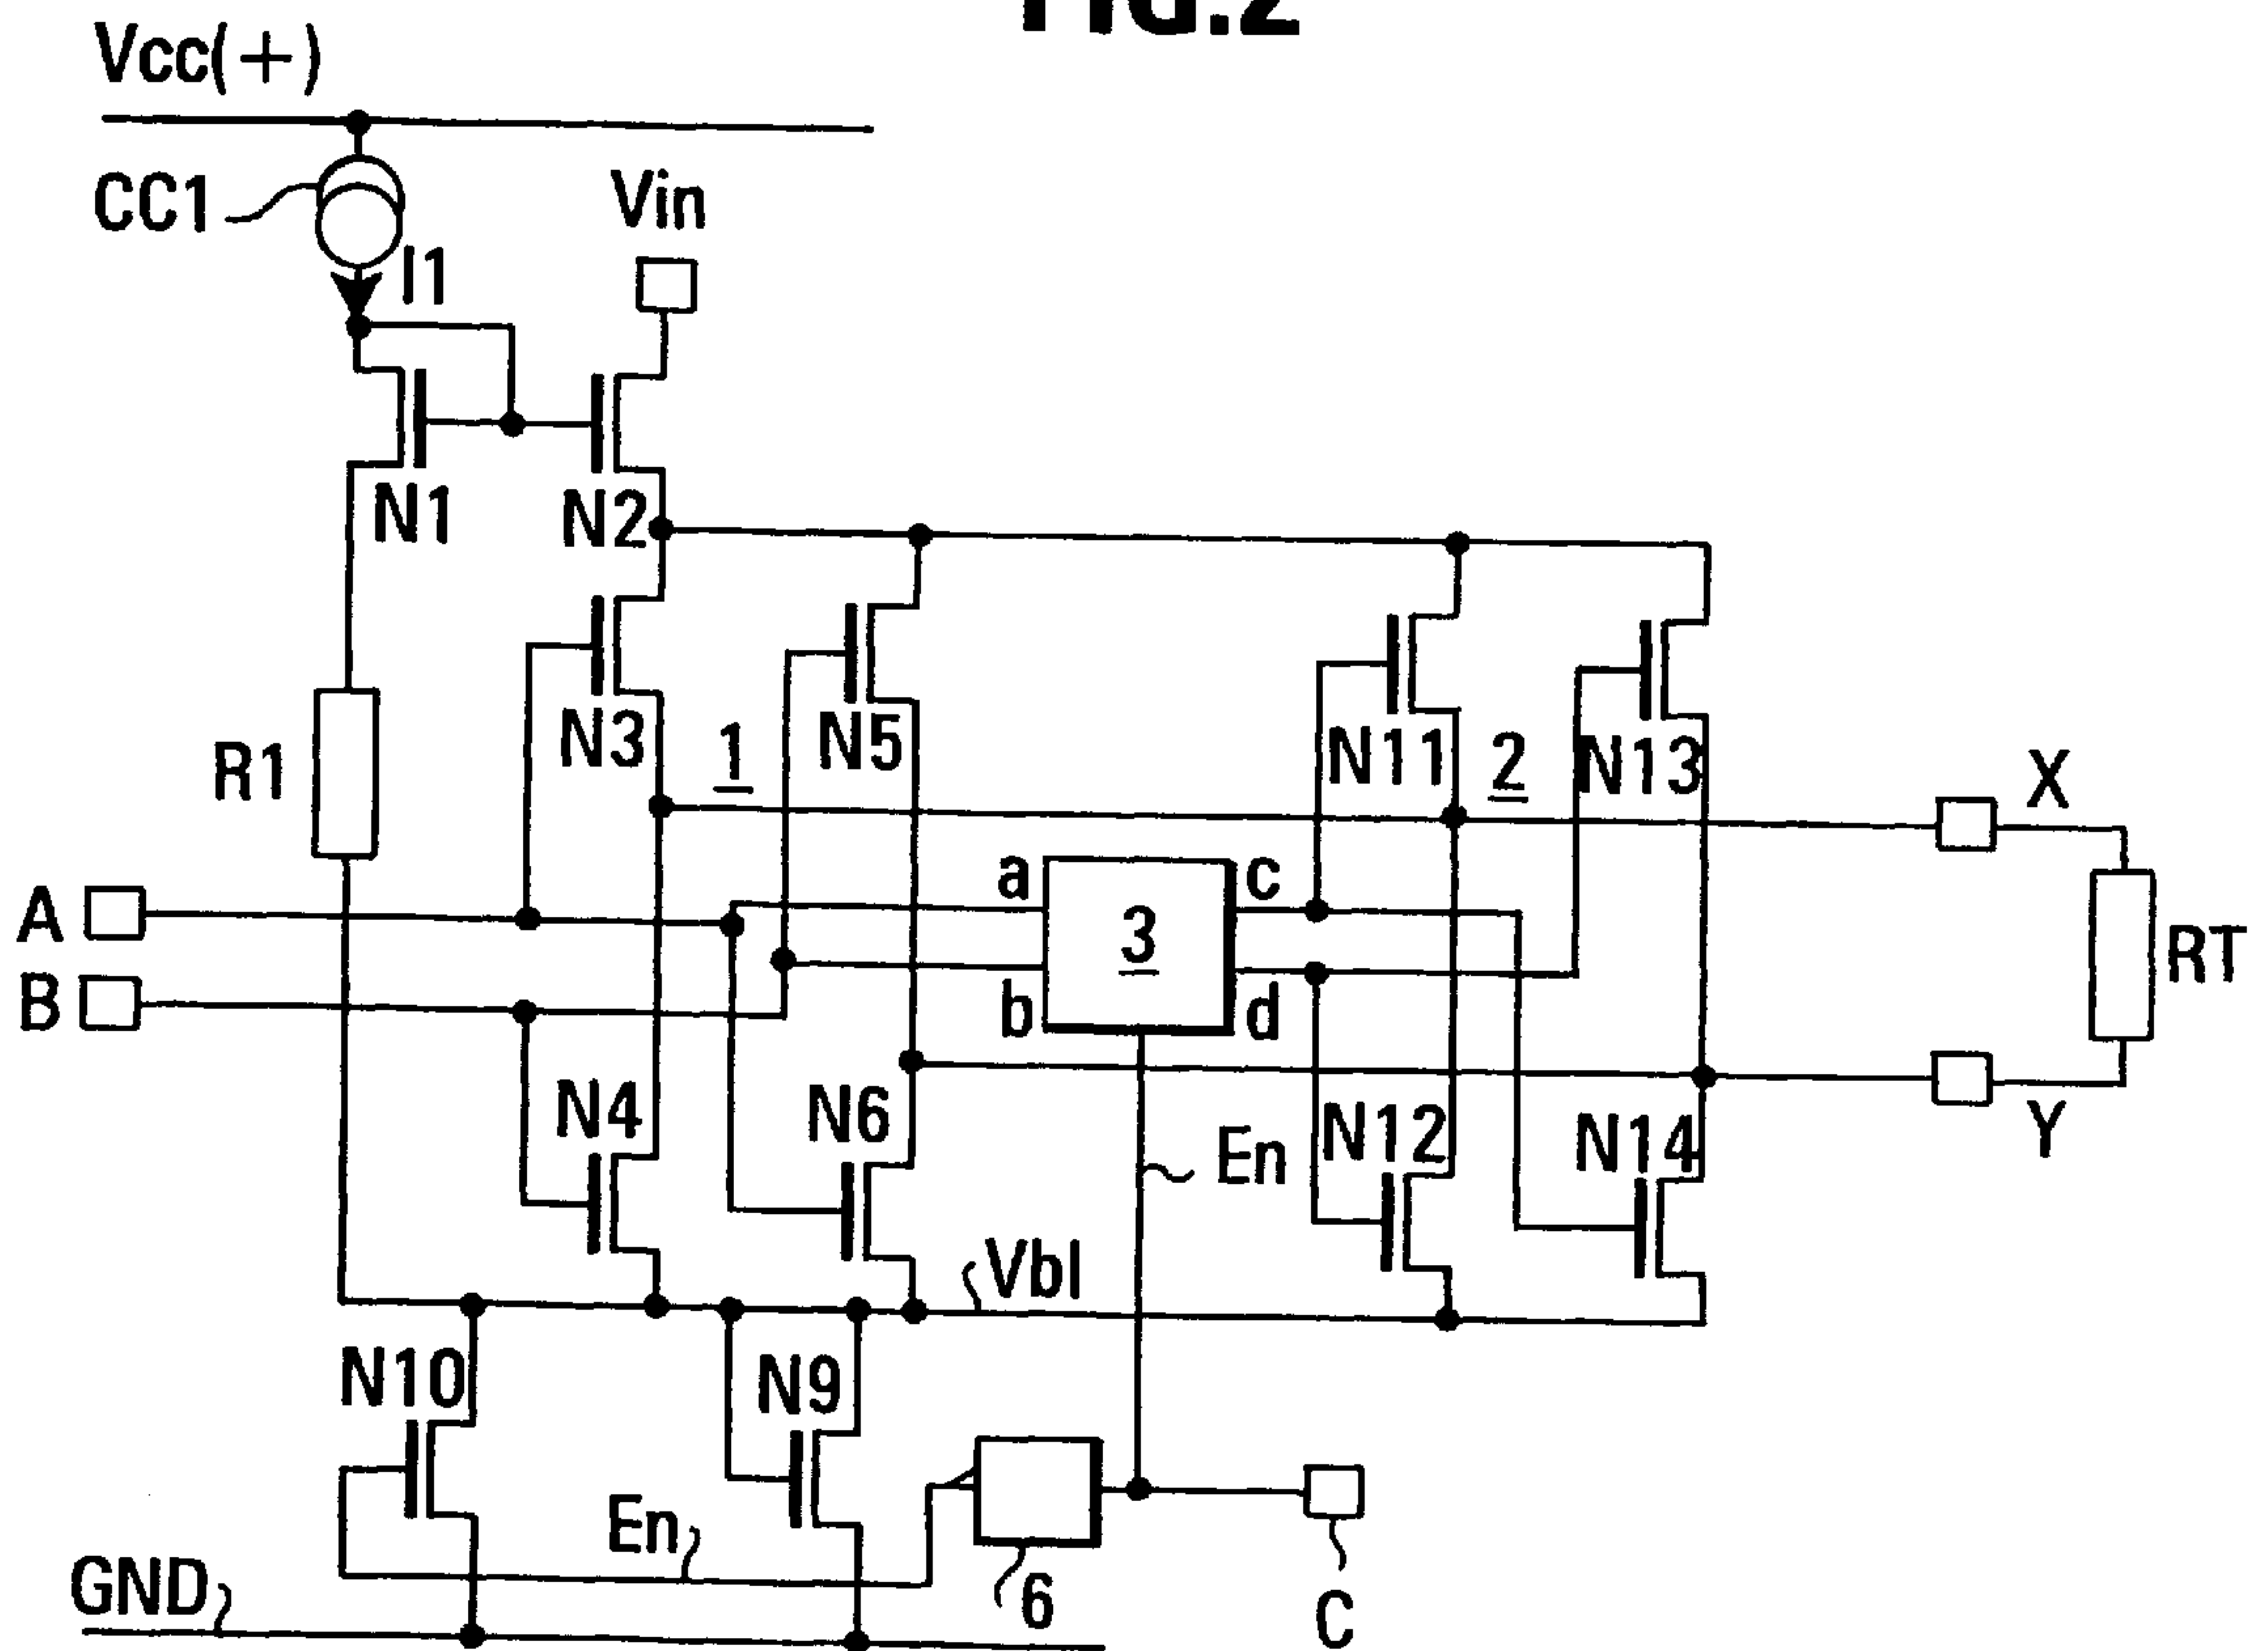 FIG.2
Vcc(+)
CC1
I1
Vin
N1
N2
N3
1
N5
N11
2
N13
X
R1
A
B
a
b
3
c
d
RT
Y
N4
N6
En
N12
N14
Vbl
N10
N9
En
6
C
GND